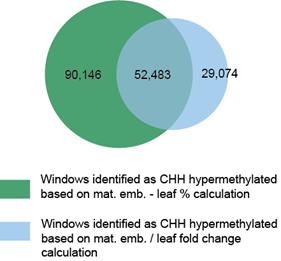 90,146 52,483 29,074
Windows identified as CHH hypermethylated
based on mat. emb. - leaf % calculation
Windows identified as CHH hypermethylated
based on mat. emb. / leaf fold change
calculation